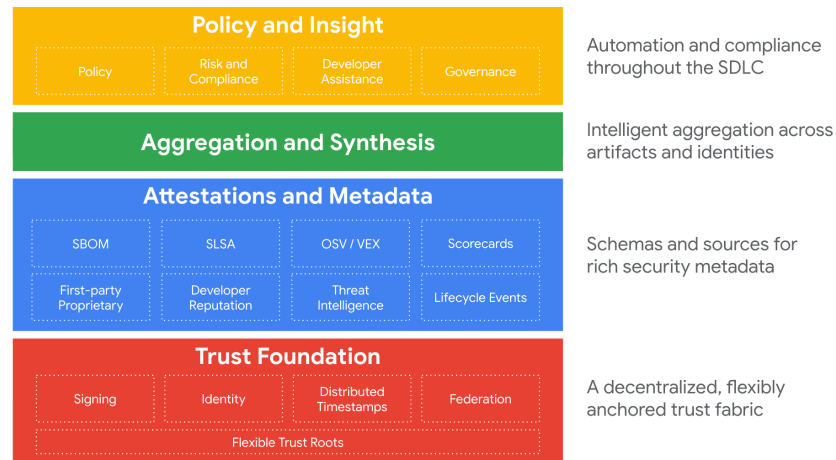 Policy and Insight
Policy
Risk and
Compliance
Developer
Assistance
Governance
Automation and compliance
throughout the SDLC
Aggregation and Synthesis
Intelligent aggregation across
artifacts and identities
Attestations and Metadata
SBOM
SLSA
OSV / VEX
Scorecards
First-party
Proprietary
Developer
Reputation
Threat
Intelligence
Lifecycle Events
Schemas and sources for
rich security metadata
Trust Foundation
Signing
Identity
Distributed
Timestamps
Federation
Flexible Trust Roots
A decentralized, flexibly
anchored trust fabric